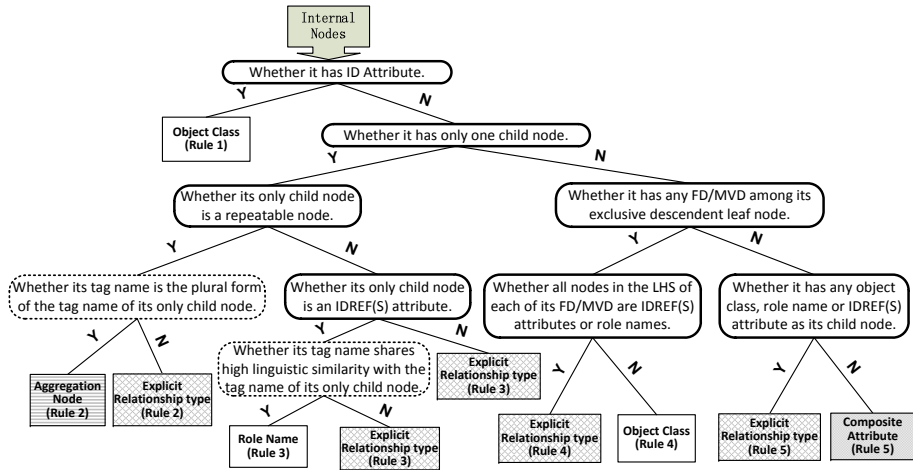 Internal
Nodes
Whether it has ID Attribute.
Y
N
Object Class
(Rule 1)
Whether it has only one child node.
Y
N
Whether its only child node
is a repeatable node.
Whether it has any FD/MVD among its
exclusive descendent leaf node.
Y
N
Y
N
Whether its tag name is the plural form
of the tag name of its only child node.
Whether its only child node
is an IDREF(S) attribute.
Whether all nodes in the LHS of
each of its FD/MVD are IDREF(S)
attributes or role names.
Whether it has any object
class, role name or IDREF(S)
attribute as its child node.
Y
N
Y
N
Y
N
Y
N
Whether its tag name shares
high linguistic similarity with the
tag name of its only child node.
Explicit
Relationship type
(Rule 3)
Aggregation
Node
(Rule 2)
Explicit
Relationship type
(Rule 2)
Y
N
Role Name
(Rule 3)
Explicit
Relationship type
(Rule 3)
Explicit
Relationship type
(Rule 4)
Object Class
(Rule 4)
Explicit
Relationship type
(Rule 5)
Composite
Attribute
(Rule 5)